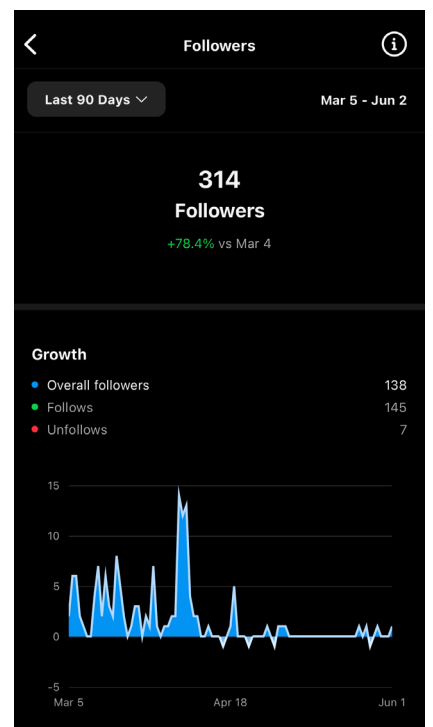 Followers
Last 90 Days
Mar 5 - Jun 2
314
Followers
+78.4% vs Mar 4
Growth
Overall followers 138
Follows 145
Unfollows 7
15
10
5
0
-5
Mar 5 Apr 18 Jun 1